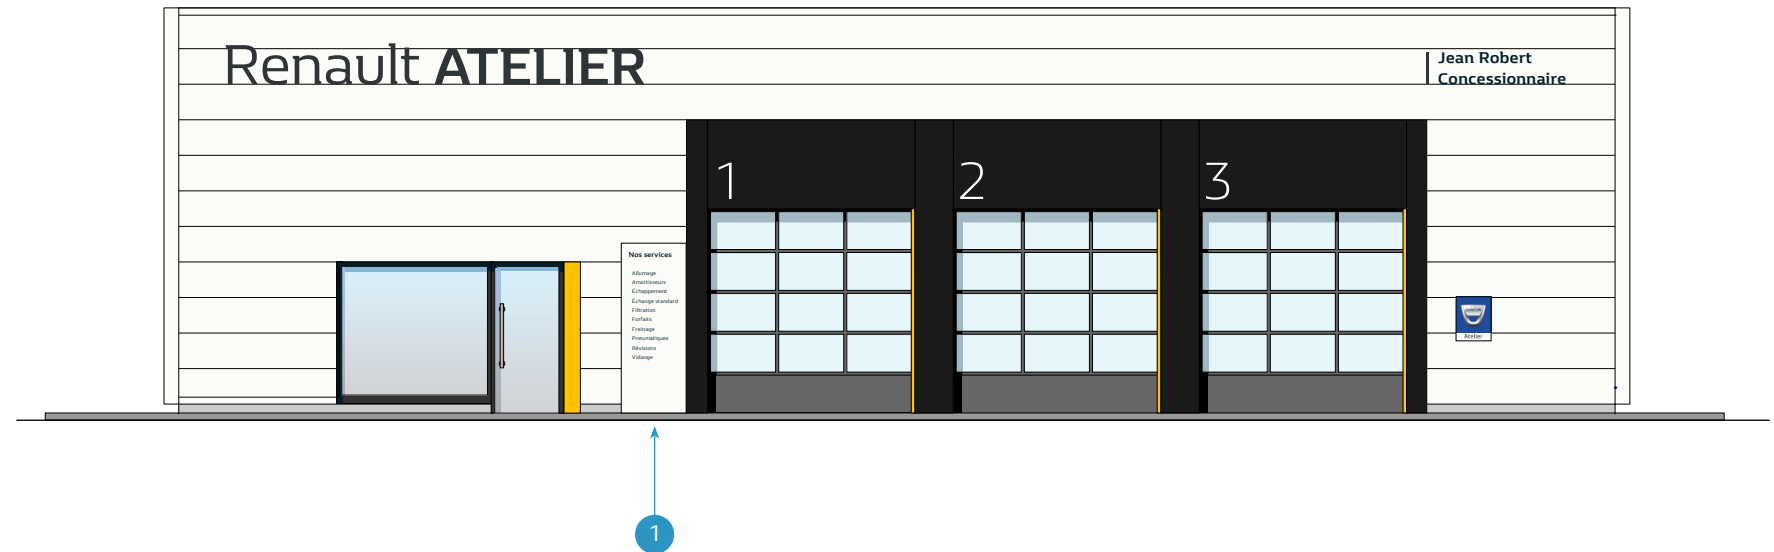 Renault ATELIER
Jean Robert
Concessionnaire
1
2
3
Nos services
Allumage
Amortisseurs
Échappement
Échange standard
Filtration
Forfaits
Freinage
Pneumatiques
Révisions
Vidange
Atelier
1